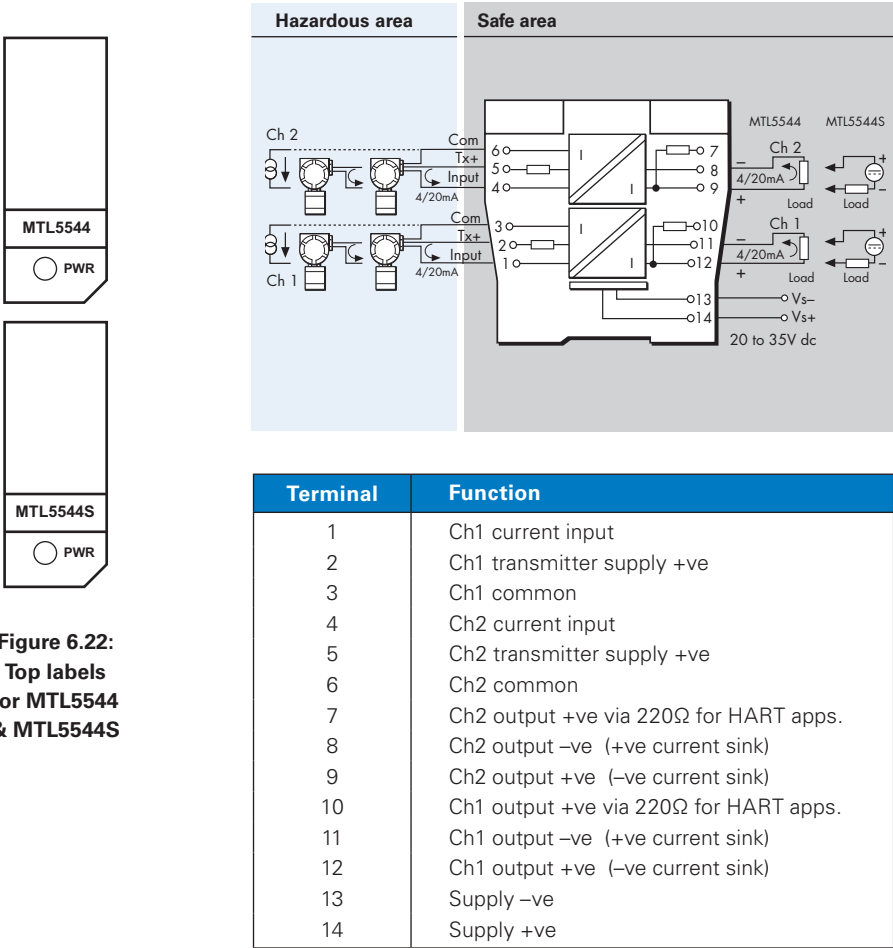 MTL5544
PWR
MTL5544S
PWR
Figure 6.22:
Top labels
or MTL5544
& MTL5544S
Hazardous area
Safe area
Ch 2
Com
Tx+
Input
4/20mA
Com
Tx+
Input
4/20mA
Ch 1
6
5
4
3
2
1
I
I
I
I
7
8
9
10
11
12
13
14
MTL5544
MTL5544S
Ch 2
–
4/20mA
+
Load
+
–
Load
Ch 1
–
4/20mA
+
Load
+
–
Load
Vs–
Vs+
20 to 35V dc
Terminal Function
1 Ch1 current input
2 Ch1 transmitter supply +ve
3 Ch1 common
4 Ch2 current input
5 Ch2 transmitter supply +ve
6 Ch2 common
7 Ch2 output +ve via 220Ω for HART apps.
8 Ch2 output –ve (+ve current sink)
9 Ch2 output +ve (–ve current sink)
10 Ch1 output +ve via 220Ω for HART apps.
11 Ch1 output –ve (+ve current sink)
12 Ch1 output +ve (–ve current sink)
13 Supply –ve
14 Supply +ve